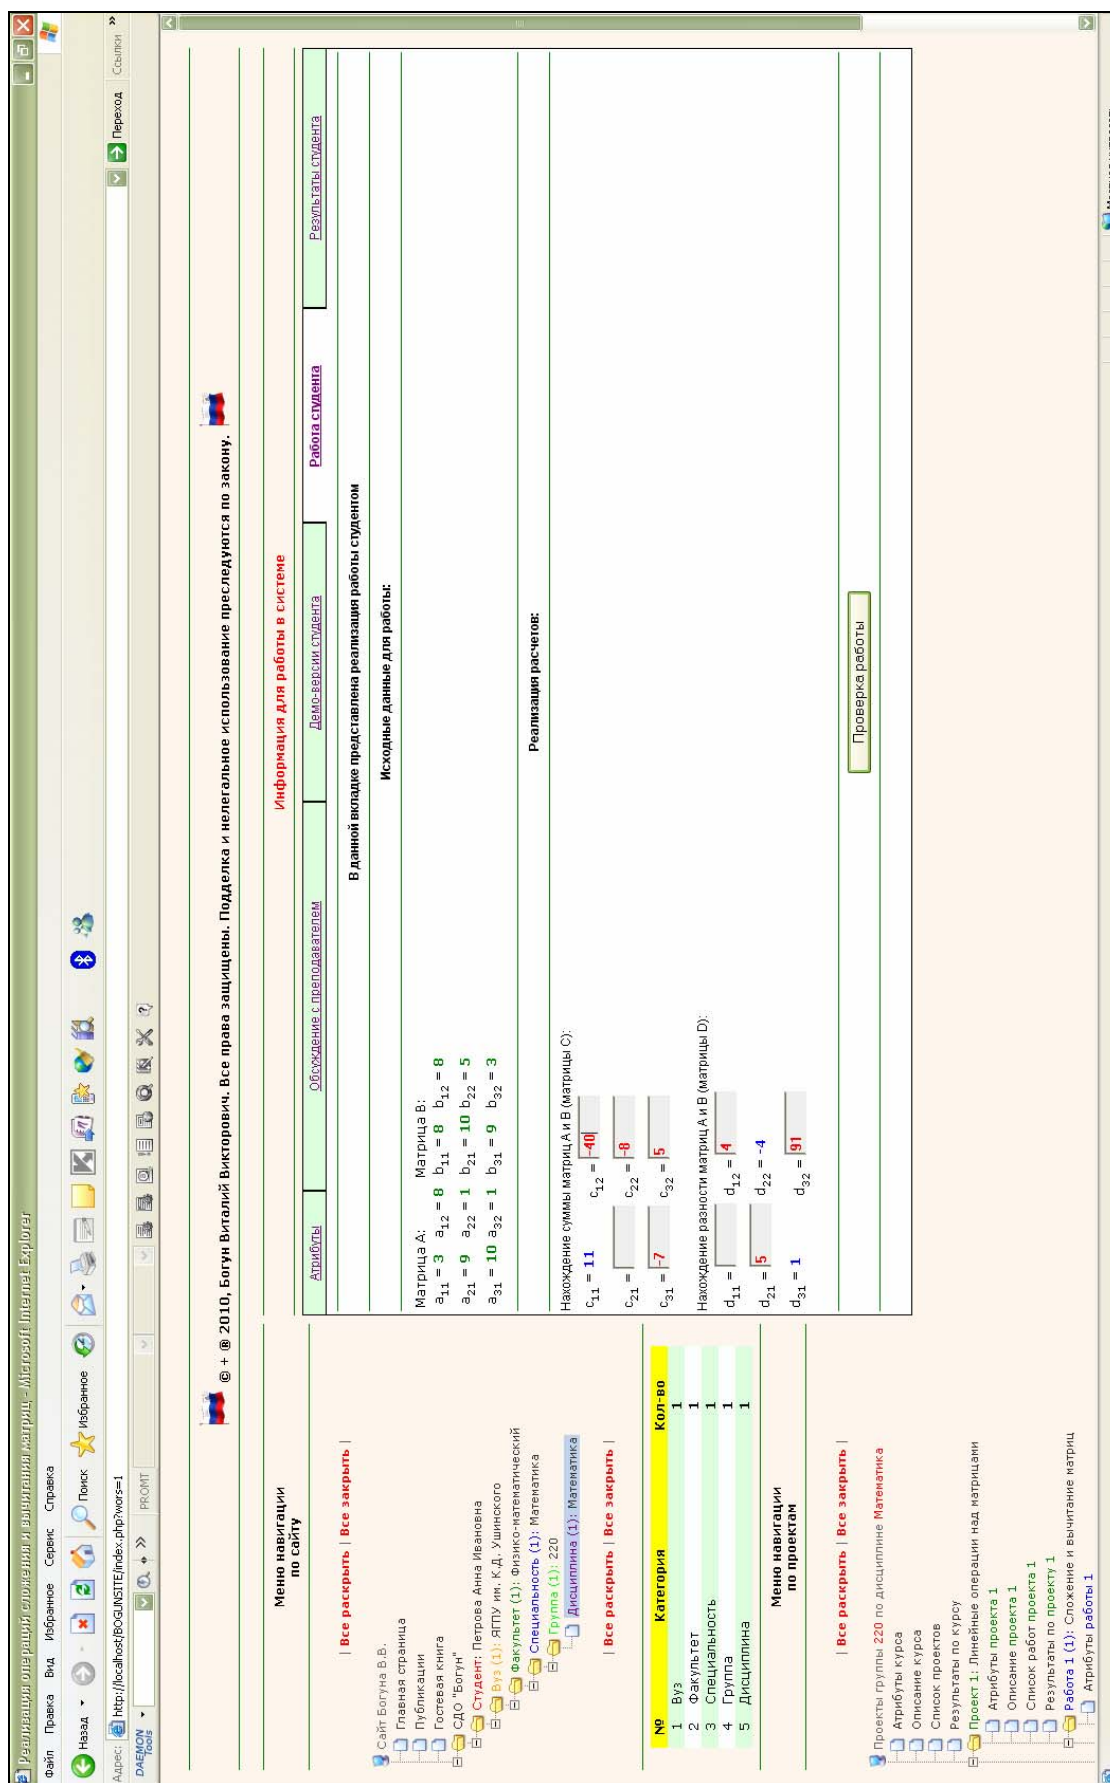 Реализация операций сложения и вычитания матриц - Microsoft Internet Explorer
Файл Правка Вид Избранное Сервис Справка
Назад Поиск Избранное
Адрес: http://localhost/BOGUNSITE/index.php?wors=1 Переход Ссылки »
DAEMON Tools PROMT
© + ® 2010, Богун Виталий Викторович. Все права защищены. Подделка и нелегальное использование преследуются по закону.
Меню навигации
по сайту
| Все раскрыть | Все закрыть |
Сайт Богуна В.В.
Главная страница
Публикации
Гостевая книга
СДО "Богун"
Студент: Петрова Анна Ивановна
Вуз (1): ЯГПУ им. К.Д. Ушинского
Факультет (1): Физико-математический
Специальность (1): Математика
Группа (1): 220
Дисциплина (1): Математика
| Все раскрыть | Все закрыть |
№ Категория Кол-во
1 Вуз 1
2 Факультет 1
3 Специальность 1
4 Группа 1
5 Дисциплина 1
Меню навигации
по проектам
| Все раскрыть | Все закрыть |
Проекты группы 220 по дисциплине Математика
Атрибуты курса
Описание курса
Список проектов
Результаты по курсу
Проект 1: Линейные операции над матрицами
Атрибуты проекта 1
Описание проекта 1
Список работ проекта 1
Результаты по проекту 1
Работа 1 (1): Сложение и вычитание матриц
Атрибуты работы 1
Информация для работы в системе
Атрибуты Обсуждение с преподавателем Демо-версии студента Работа студента Результаты студента
В данной вкладке представлена реализация работы студентом
Исходные данные для работы:
Матрица A: Матрица B:
a11 = 3 a12 = 8 b11 = 8 b12 = 8
a21 = 9 a22 = 1 b21 = 10 b22 = 5
a31 = 10 a32 = 1 b31 = 9 b32 = 3
Реализация расчетов:
Нахождение суммы матриц A и B (матрицы C):
c11 = 11 c12 = -40
c21 = c22 = -8
c31 = -7 c32 = 5
Нахождение разности матриц A и B (матрицы D):
d11 = d12 = 4
d21 = 5 d22 = -4
d31 = 1 d32 = 91
Проверка работы